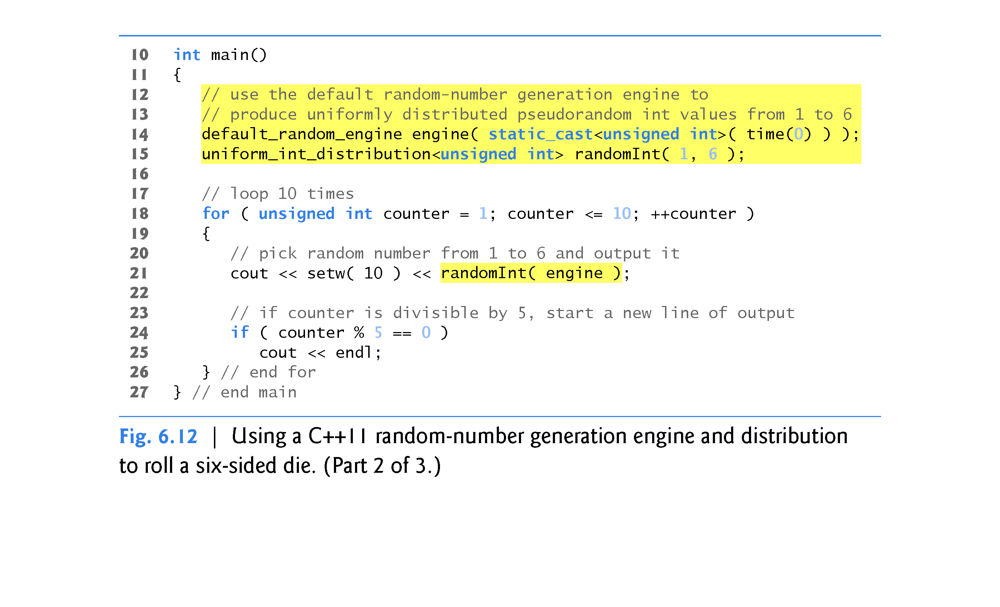 10 int main()
11 {
12 // use the default random-number generation engine to
13 // produce uniformly distributed pseudorandom int values from 1 to 6
14 default_random_engine engine( static_cast<unsigned int>( time(0) ) );
15 uniform_int_distribution<unsigned int> randomInt( 1, 6 );
16
17 // loop 10 times
18 for ( unsigned int counter = 1; counter <= 10; ++counter )
19 {
20 // pick random number from 1 to 6 and output it
21 cout << setw( 10 ) << randomInt( engine );
22
23 // if counter is divisible by 5, start a new line of output
24 if ( counter % 5 == 0 )
25 cout << endl;
26 } // end for
27 } // end main
Fig. 6.12 | Using a C++11 random-number generation engine and distribution
to roll a six-sided die. (Part 2 of 3.)